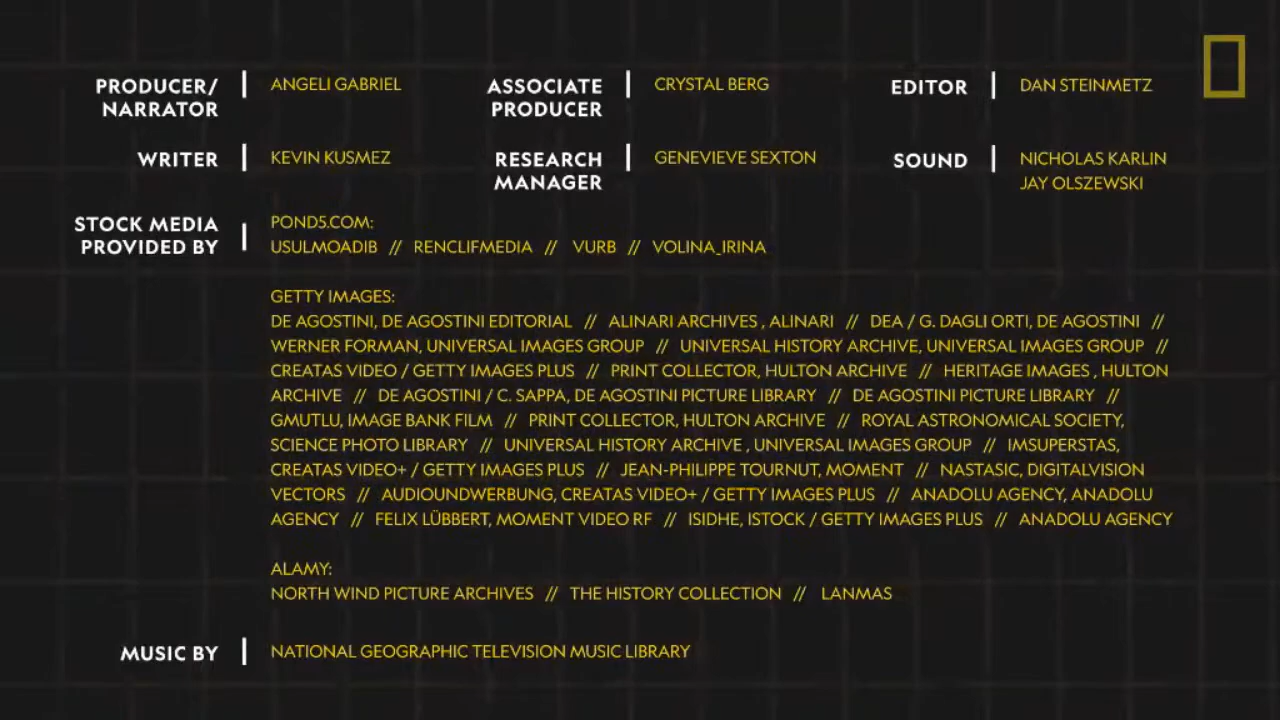 PRODUCER/ NARRATOR | ANGELI GABRIEL
ASSOCIATE PRODUCER | CRYSTAL BERG
EDITOR | DAN STEINMETZ
WRITER | KEVIN KUSMEZ
RESEARCH MANAGER | GENEVIEVE SEXTON
SOUND | NICHOLAS KARLIN
JAY OLSZEWSKI
STOCK MEDIA PROVIDED BY | POND5.COM:
USULMOADIB // RENCLIFMEDIA // VURB // VOLINA_IRINA
GETTY IMAGES:
DE AGOSTINI, DE AGOSTINI EDITORIAL // ALINARI ARCHIVES , ALINARI // DEA / G. DAGLI ORTI, DE AGOSTINI //
WERNER FORMAN, UNIVERSAL IMAGES GROUP // UNIVERSAL HISTORY ARCHIVE, UNIVERSAL IMAGES GROUP //
CREATAS VIDEO / GETTY IMAGES PLUS // PRINT COLLECTOR, HULTON ARCHIVE // HERITAGE IMAGES , HULTON
ARCHIVE // DE AGOSTINI / C. SAPPA, DE AGOSTINI PICTURE LIBRARY // DE AGOSTINI PICTURE LIBRARY //
GMUTLU, IMAGE BANK FILM // PRINT COLLECTOR, HULTON ARCHIVE // ROYAL ASTRONOMICAL SOCIETY,
SCIENCE PHOTO LIBRARY // UNIVERSAL HISTORY ARCHIVE , UNIVERSAL IMAGES GROUP // IMSUPERSTAS,
CREATAS VIDEO+ / GETTY IMAGES PLUS // JEAN-PHILIPPE TOURNUT, MOMENT // NASTASIC, DIGITALVISION
VECTORS // AUDIOUNDWERBUNG, CREATAS VIDEO+ / GETTY IMAGES PLUS // ANADOLU AGENCY, ANADOLU
AGENCY // FELIX LÜBBERT, MOMENT VIDEO RF // ISIDHE, ISTOCK / GETTY IMAGES PLUS // ANADOLU AGENCY
ALAMY:
NORTH WIND PICTURE ARCHIVES // THE HISTORY COLLECTION // LANMAS
MUSIC BY | NATIONAL GEOGRAPHIC TELEVISION MUSIC LIBRARY